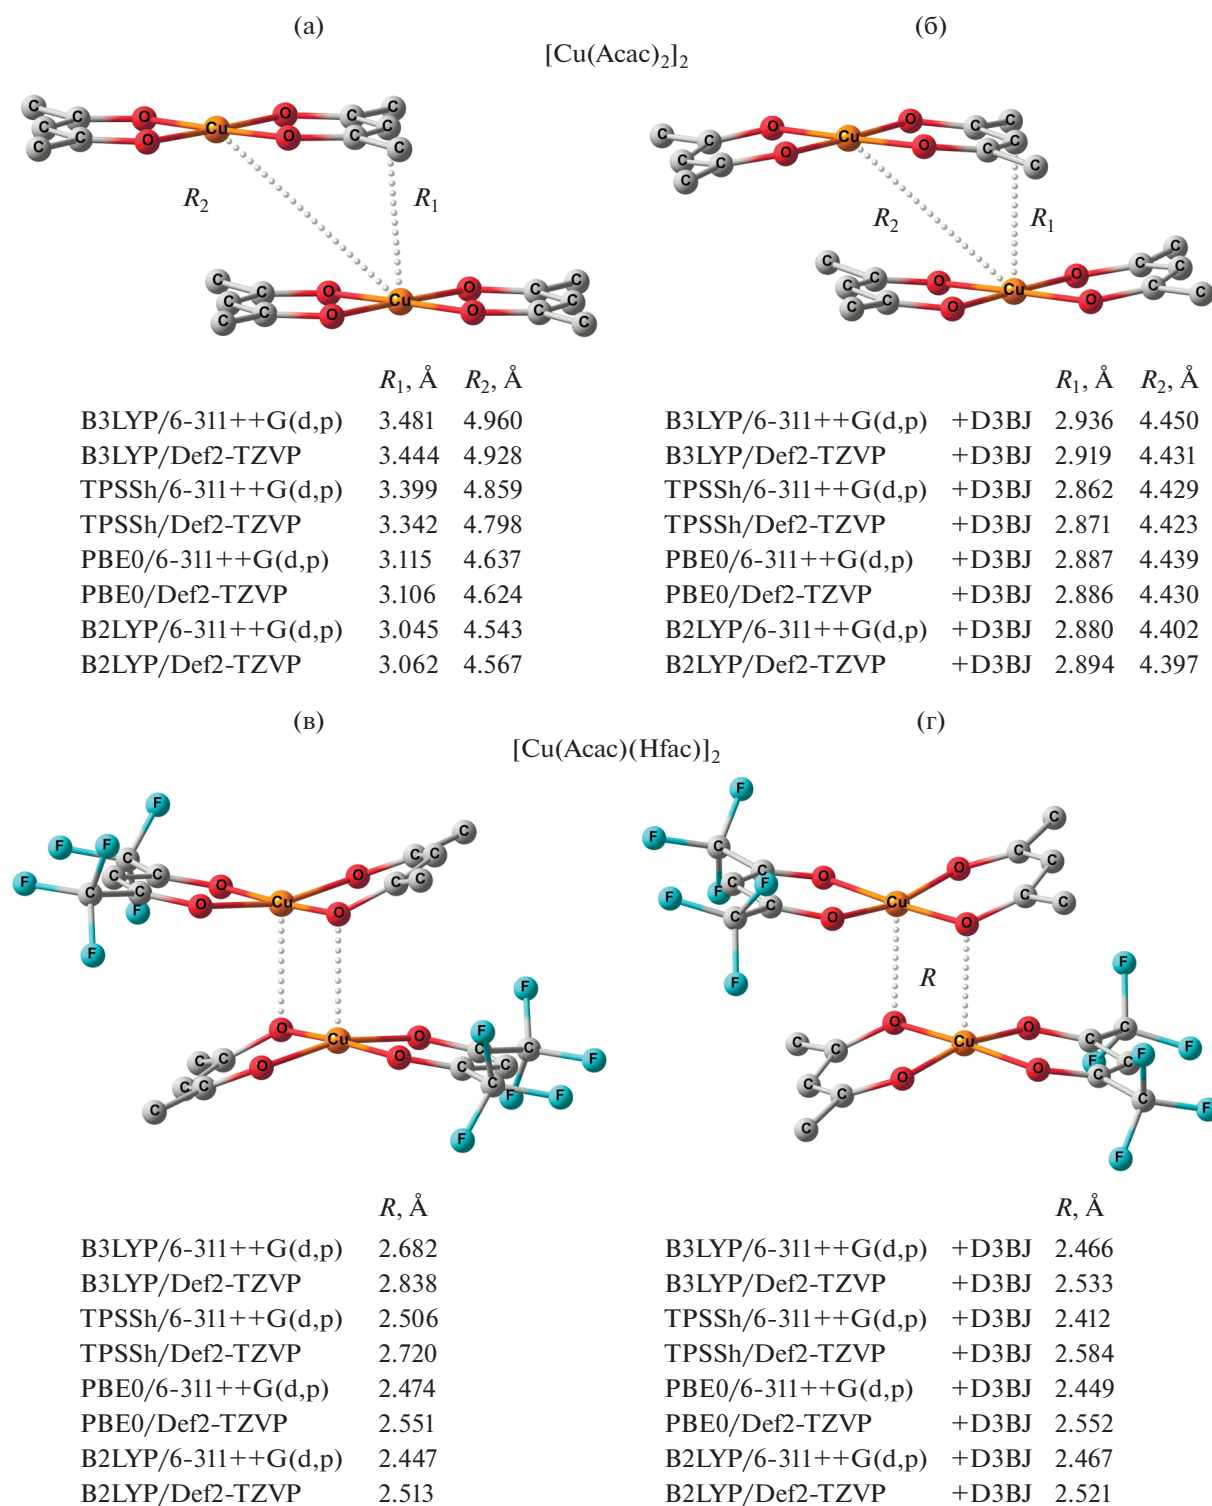 (а) (б)
[Cu(Acac)2]2
C C O O C C
C C O Cu O C C
R2 R1
C C O O C C
C C O Cu O C C
C C O O C C
C C O Cu O C C
R2 R1
C C O O C C
C C O Cu O C C
R1, Å R2, Å
B3LYP/6-311++G(d,p) 3.481 4.960
B3LYP/Def2-TZVP 3.444 4.928
TPSSh/6-311++G(d,p) 3.399 4.859
TPSSh/Def2-TZVP 3.342 4.798
PBE0/6-311++G(d,p) 3.115 4.637
PBE0/Def2-TZVP 3.106 4.624
B2LYP/6-311++G(d,p) 3.045 4.543
B2LYP/Def2-TZVP 3.062 4.567
R1, Å R2, Å
B3LYP/6-311++G(d,p) +D3BJ 2.936 4.450
B3LYP/Def2-TZVP +D3BJ 2.919 4.431
TPSSh/6-311++G(d,p) +D3BJ 2.862 4.429
TPSSh/Def2-TZVP +D3BJ 2.871 4.423
PBE0/6-311++G(d,p) +D3BJ 2.887 4.439
PBE0/Def2-TZVP +D3BJ 2.886 4.430
B2LYP/6-311++G(d,p) +D3BJ 2.880 4.402
B2LYP/Def2-TZVP +D3BJ 2.894 4.397
(в) (г)
[Cu(Acac)(Hfac)]2
F F F F F F
C C C O O C C C
C C O Cu O C C
C O Cu O C C
C C O O C C C
F F F F F F
F F F F F F
C C C O O C C C
C C O Cu O C C
R
C C O Cu O C C
C C O O C C C
F F F F F F
R, Å
B3LYP/6-311++G(d,p) 2.682
B3LYP/Def2-TZVP 2.838
TPSSh/6-311++G(d,p) 2.506
TPSSh/Def2-TZVP 2.720
PBE0/6-311++G(d,p) 2.474
PBE0/Def2-TZVP 2.551
B2LYP/6-311++G(d,p) 2.447
B2LYP/Def2-TZVP 2.513
R, Å
B3LYP/6-311++G(d,p) +D3BJ 2.466
B3LYP/Def2-TZVP +D3BJ 2.533
TPSSh/6-311++G(d,p) +D3BJ 2.412
TPSSh/Def2-TZVP +D3BJ 2.584
PBE0/6-311++G(d,p) +D3BJ 2.449
PBE0/Def2-TZVP +D3BJ 2.552
B2LYP/6-311++G(d,p) +D3BJ 2.467
B2LYP/Def2-TZVP +D3BJ 2.521